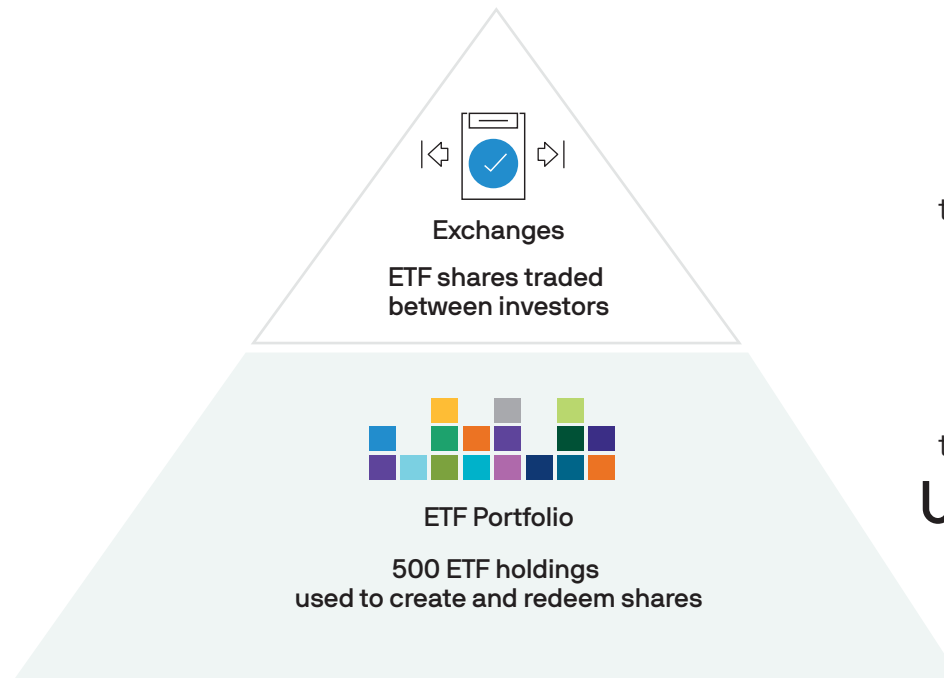 Exchanges
ETF shares traded
between investors
ETF Portfolio
500 ETF holdings
used to create and redeem shares